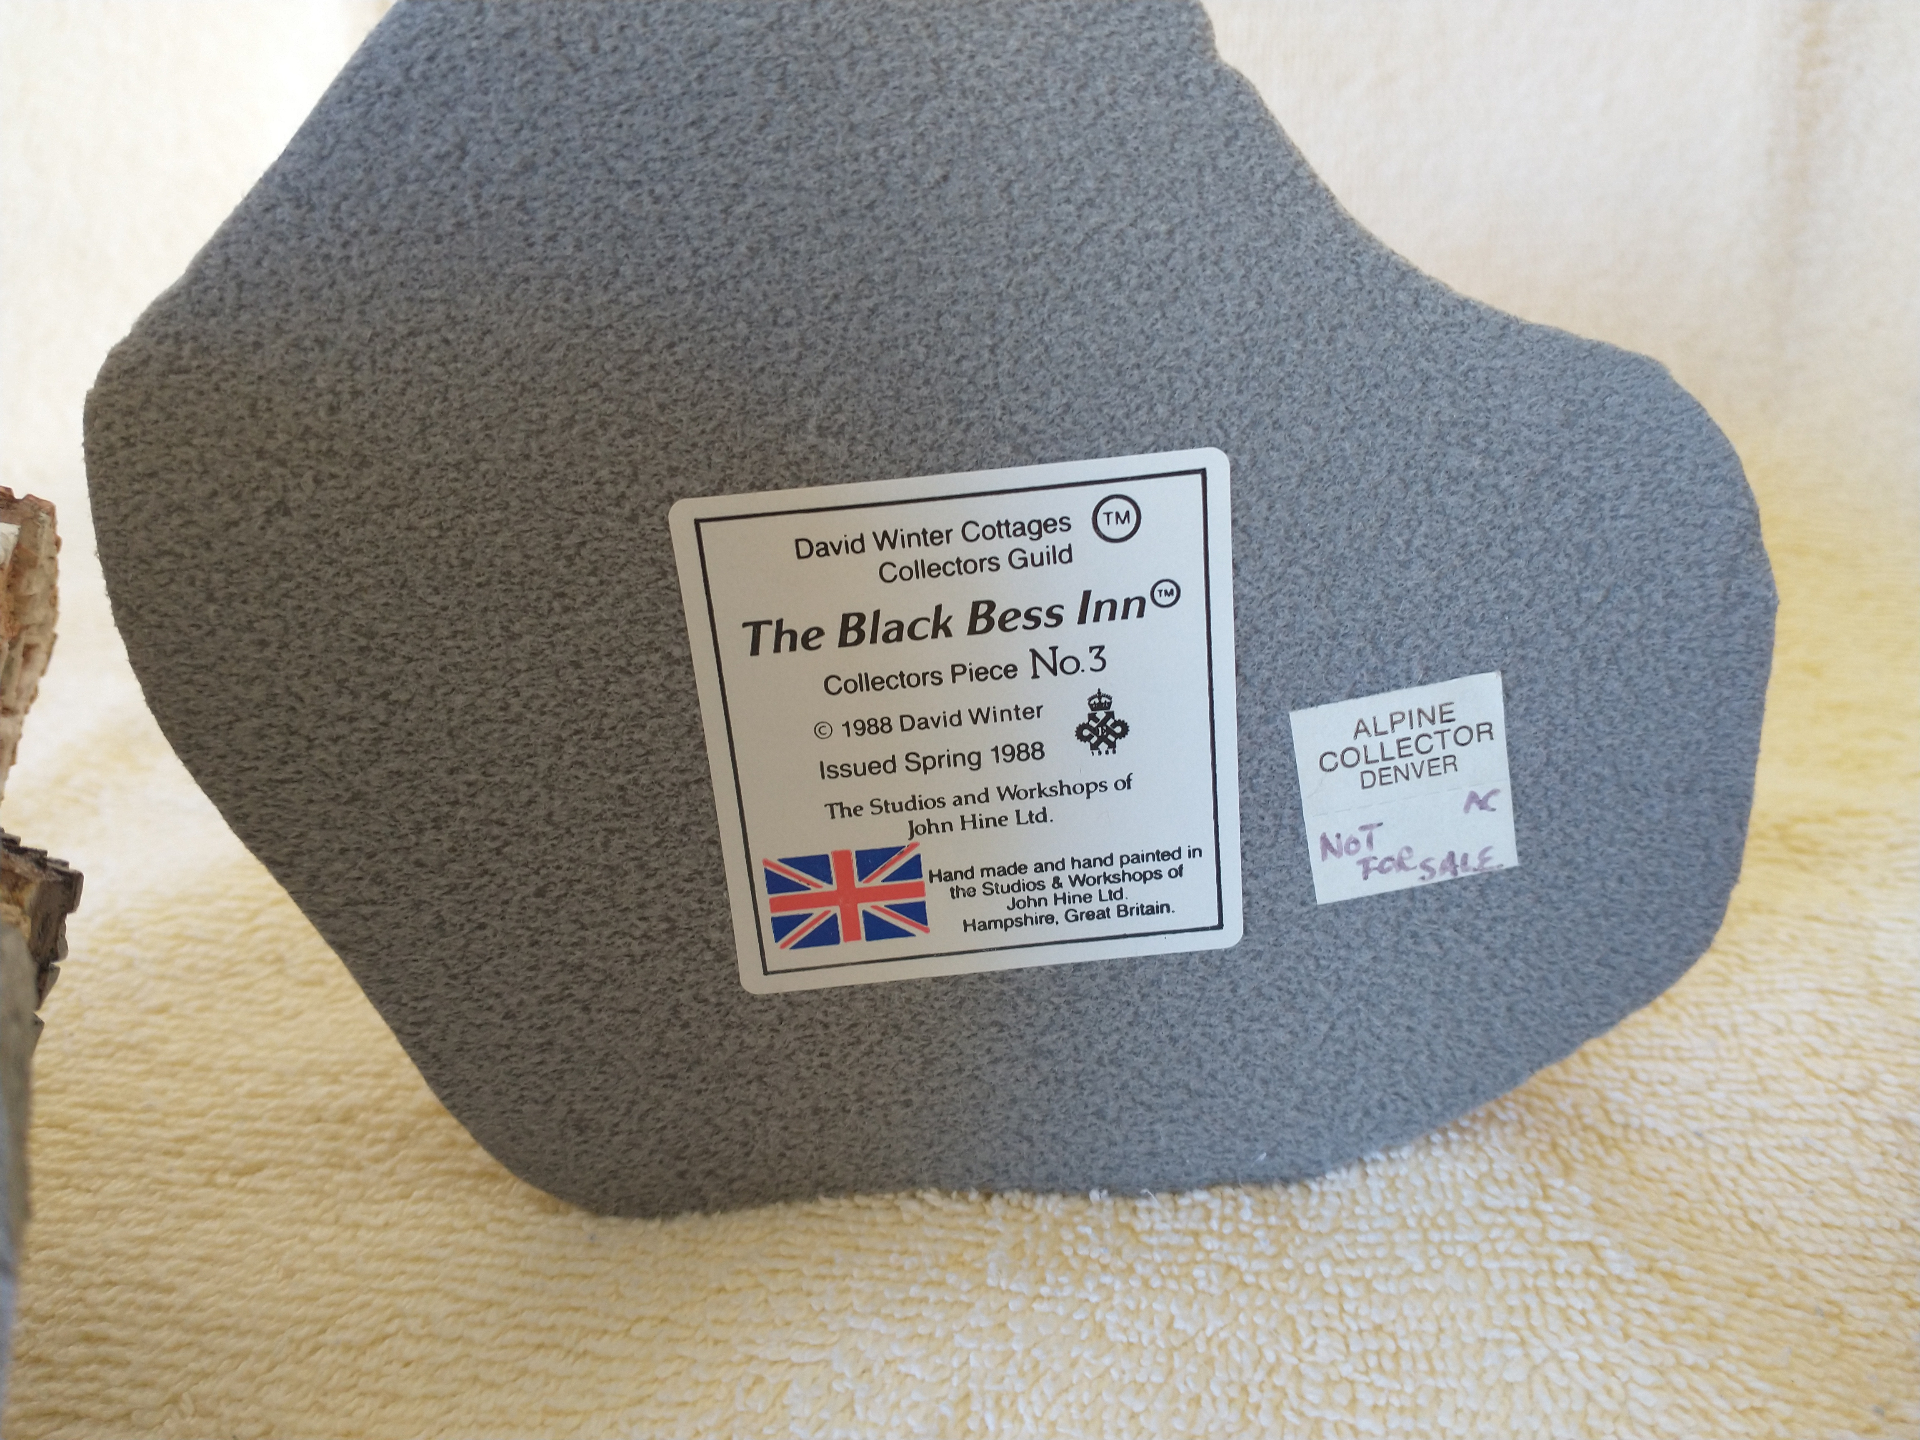 David Winter Cottages TM
Collectors Guild
The Black Bess Inn TM
Collectors Piece No.3
© 1988 David Winter
Issued Spring 1988
The Studios and Workshops of
John Hine Ltd.
Hand made and hand painted in
the Studios & Workshops of
John Hine Ltd.
Hampshire, Great Britain.
ALPINE
COLLECTOR
DENVER
AC
NOT
FOR SALE